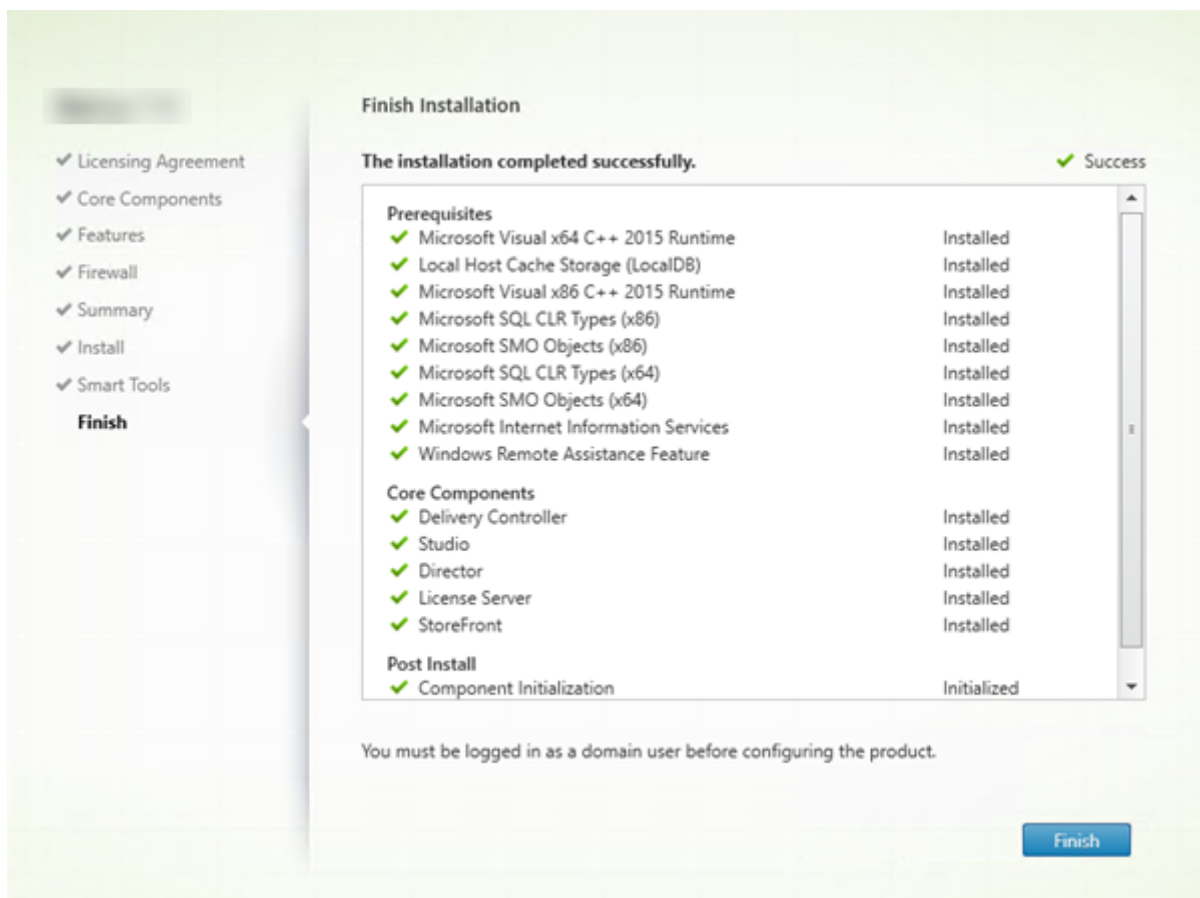 Finish Installation
Licensing Agreement
Core Components
Features
Firewall
Summary
Install
Smart Tools
Finish
The installation completed successfully. Success
Prerequisites
Microsoft Visual x64 C++ 2015 Runtime Installed
Local Host Cache Storage (LocalDB) Installed
Microsoft Visual x86 C++ 2015 Runtime Installed
Microsoft SQL CLR Types (x86) Installed
Microsoft SMO Objects (x86) Installed
Microsoft SQL CLR Types (x64) Installed
Microsoft SMO Objects (x64) Installed
Microsoft Internet Information Services Installed
Windows Remote Assistance Feature Installed
Core Components
Delivery Controller Installed
Studio Installed
Director Installed
License Server Installed
StoreFront Installed
Post Install
Component Initialization Initialized
You must be logged in as a domain user before configuring the product.
Finish